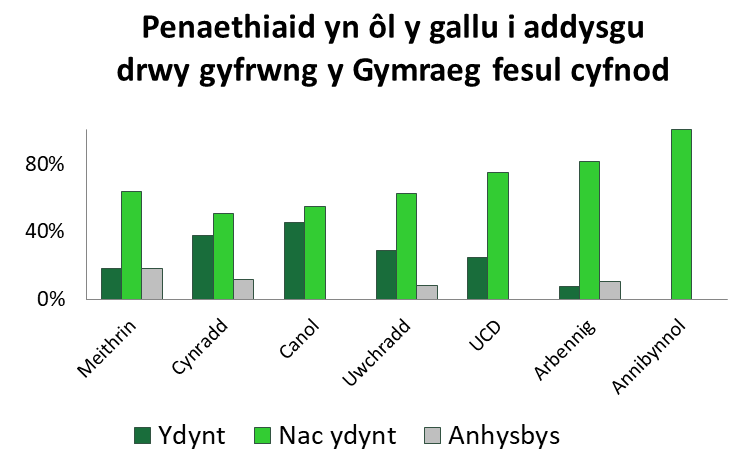 Penaethiaid yn ôl y gallu i addysgu
drwy gyfrwng y Gymraeg fesul cyfnod
80%
40%
0%
Meithrin
Cynradd
Canol
Uwchradd
UCD
Arbennig
Annibynnol
Ydynt
Nac ydynt
Anhysbys